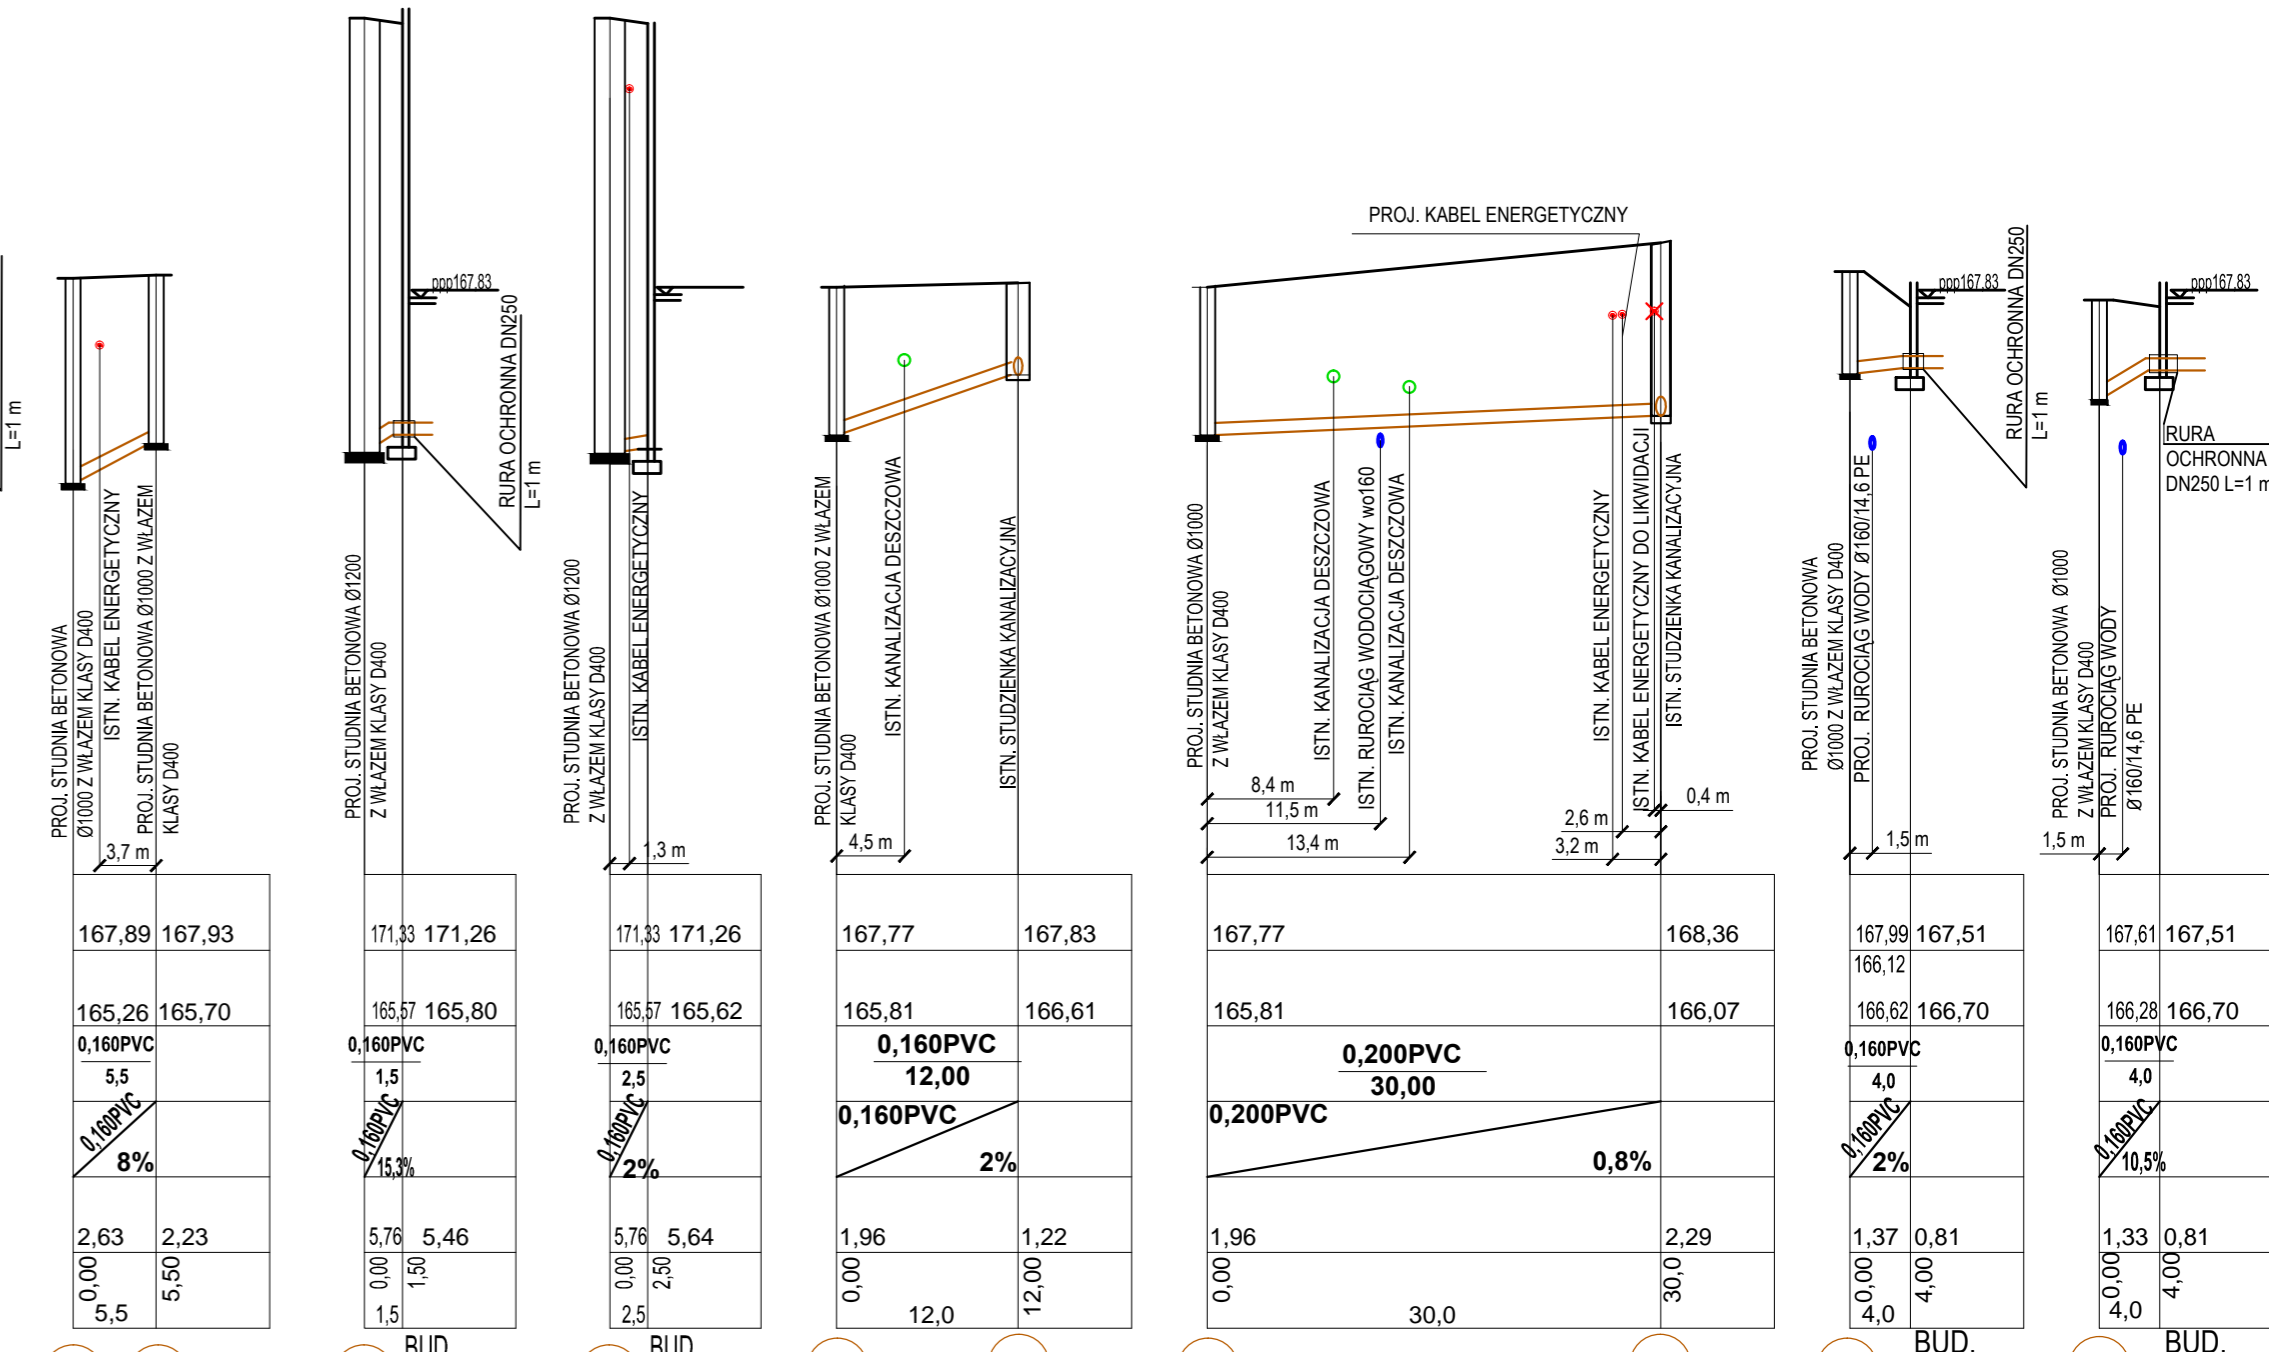 L=1 m
PROJ. STUDNIA BETONOWA
Ø1000 Z WŁAZEM KLASY D400
ISTN. KABEL ENERGETYCZNY
PROJ. STUDNIA BETONOWA Ø1000 Z WŁAZEM
KLASY D400
3,7 m
167,89 167,93
165,26 165,70
0,160PVC
5,5
0,160PVC
8%
2,63 2,23
0,00 5,50
5,5
ppp167.83
RURA OCHRONNA DN250
L=1 m
PROJ. STUDNIA BETONOWA Ø1200
Z WŁAZEM KLASY D400
171,33 171,26
165,57 165,80
0,160PVC
1,5
0,160PVC
15,3%
5,76 5,46
0,00 1,50
1,5
BUD.
PROJ. STUDNIA BETONOWA Ø1200
Z WŁAZEM KLASY D400
ISTN. KABEL ENERGETYCZNY
1,3 m
171,33 171,26
165,57 165,62
0,160PVC
2,5
0,160PVC
2%
5,76 5,64
0,00 2,50
2,5
BUD.
PROJ. STUDNIA BETONOWA Ø1000 Z WŁAZEM
KLASY D400
ISTN. KANALIZACJA DESZCZOWA
ISTN. STUDZIENKA KANALIZACYJNA
4,5 m
167,77 167,83
165,81 166,61
0,160PVC
12,00
0,160PVC
2%
1,96 1,22
0,00 12,00
12,0
PROJ. KABEL ENERGETYCZNY
PROJ. STUDNIA BETONOWA Ø1000
Z WŁAZEM KLASY D400
ISTN. KANALIZACJA DESZCZOWA
ISTN. RUROCIĄG WODOCIĄGOWY wo160
ISTN. KANALIZACJA DESZCZOWA
ISTN. KABEL ENERGETYCZNY
ISTN. KABEL ENERGETYCZNY DO LIKWIDACJI
ISTN. STUDZIENKA KANALIZACYJNA
8,4 m
11,5 m
13,4 m
0,4 m
2,6 m
3,2 m
167,77 168,36
165,81 166,07
0,200PVC
30,00
0,200PVC
0,8%
1,96 2,29
0,00 30,0
30,0
ppp167.83
RURA OCHRONNA DN250
L=1 m
PROJ. STUDNIA BETONOWA
Ø1000 Z WŁAZEM KLASY D400
PROJ. RUROCIĄG WODY Ø160/14,6 PE
1,5 m
167,99 167,51
166,12
166,62 166,70
0,160PVC
4,0
0,160PVC
2%
1,37 0,81
0,00 4,00
4,0
BUD.
ppp167.83
RURA
OCHRONNA
DN250 L=1 m
PROJ. STUDNIA BETONOWA Ø1000
Z WŁAZEM KLASY D400
PROJ. RUROCIĄG WODY
Ø160/14,6 PE
1,5 m
167,61 167,51
166,28 166,70
0,160PVC
4,0
0,160PVC
10,5%
1,33 0,81
0,00 4,00
4,0
BUD.